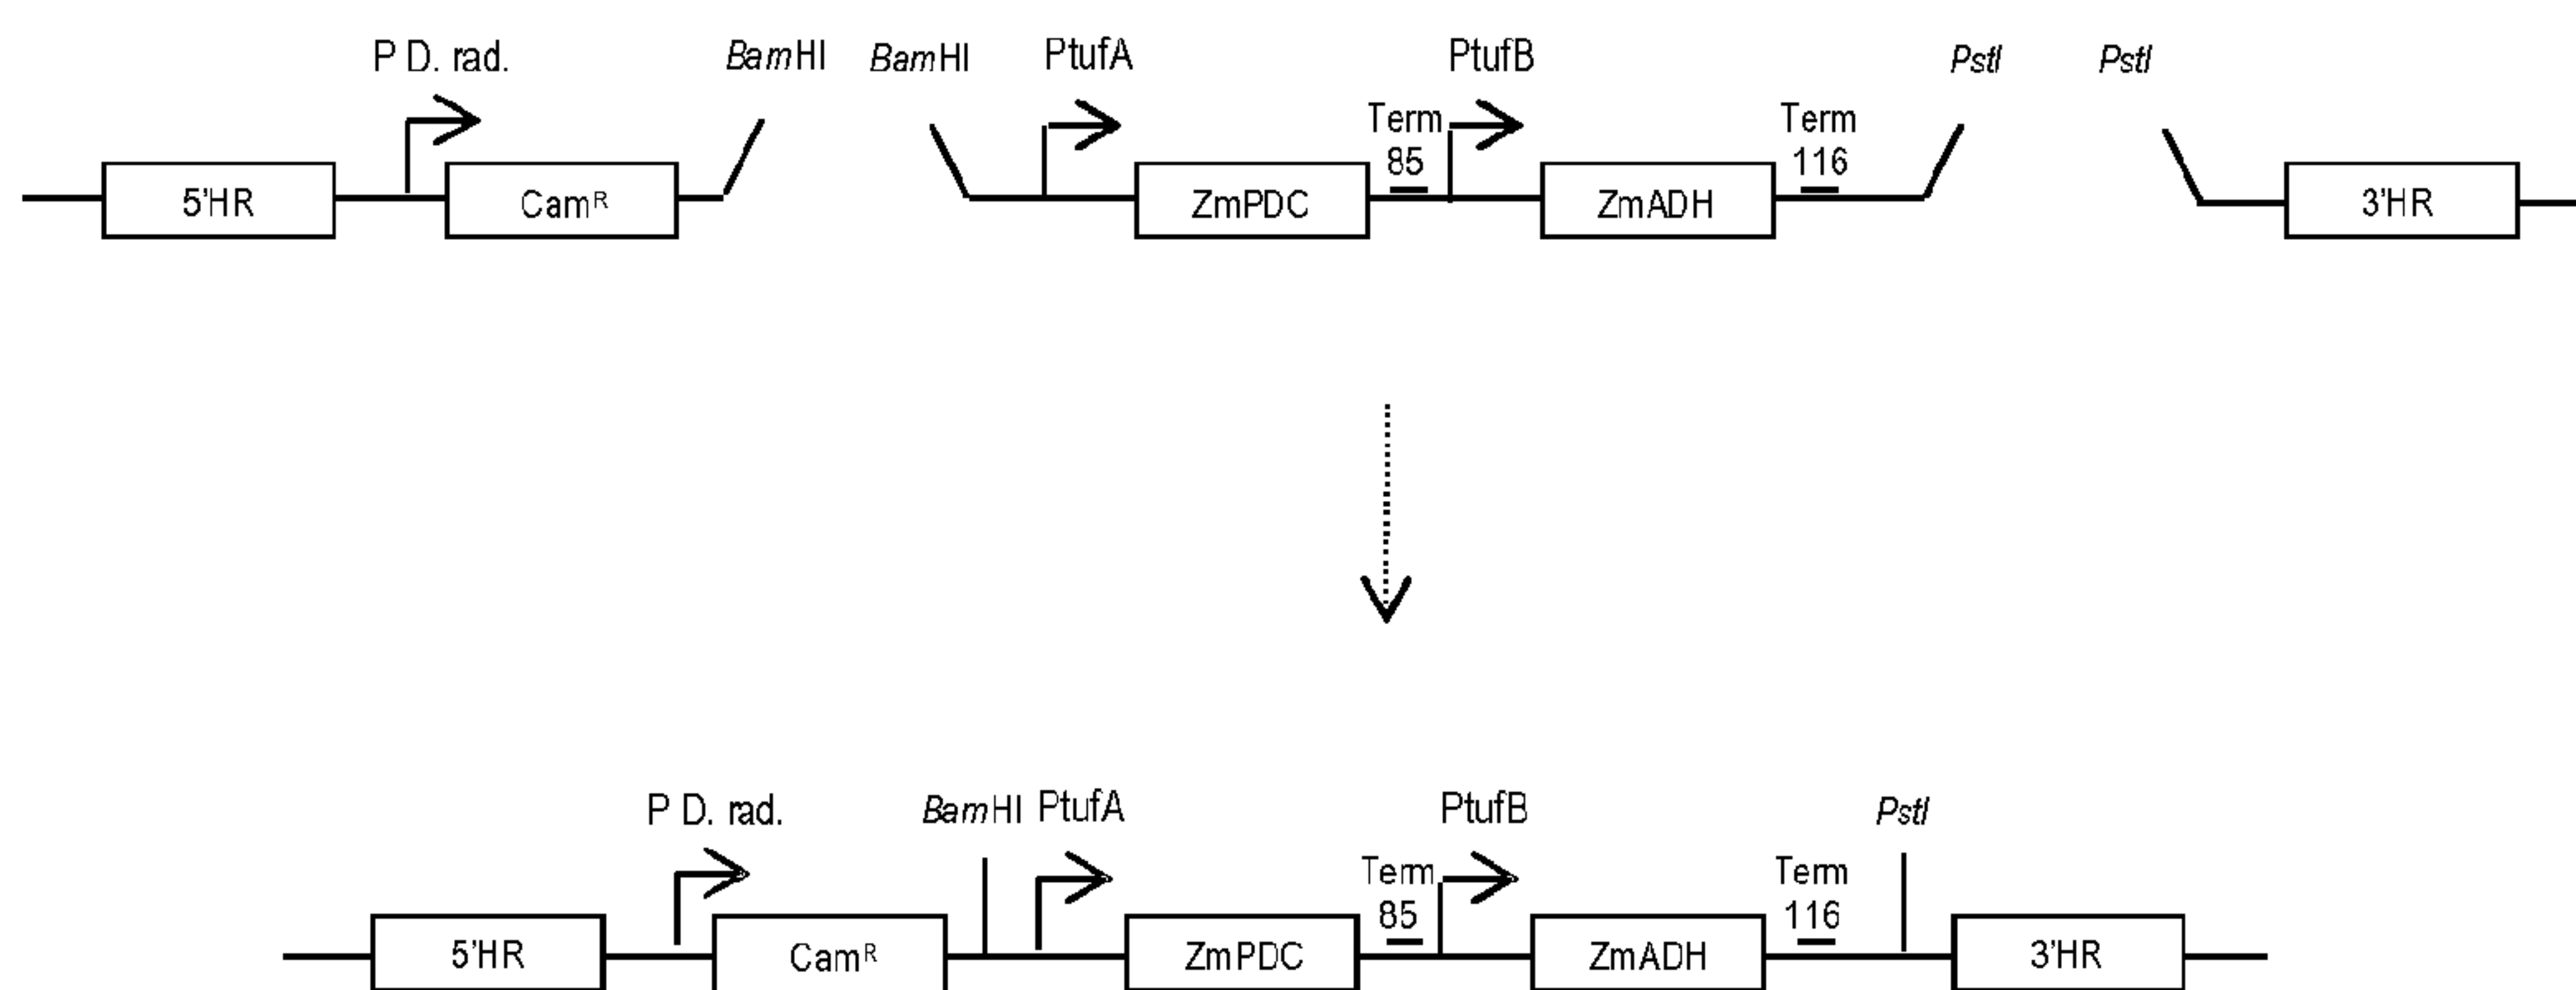 P D. rad.
BamHI
BamHI
PtufA
PtufB
PstI
PstI
Term
85
Term
116
5'HR
Camᴿ
ZmPDC
ZmADH
3'HR
P D. rad.
BamHI
PtufA
PtufB
PstI
Term
85
Term
116
5'HR
Camᴿ
ZmPDC
ZmADH
3'HR